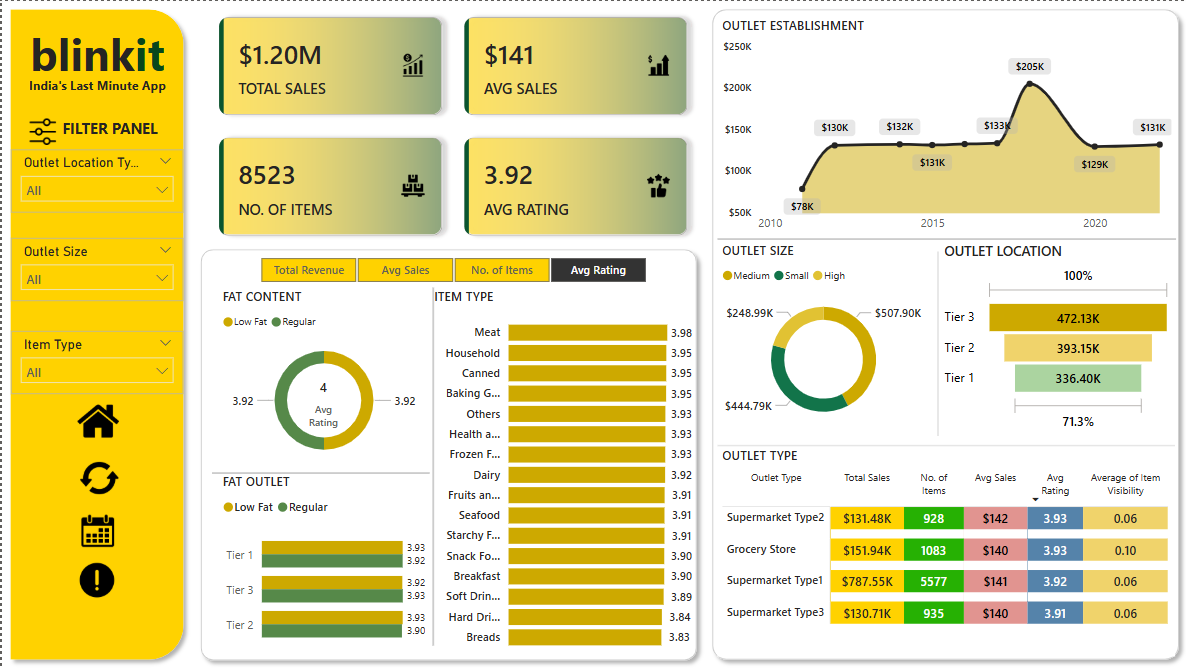 blinkit
India's Last Minute App
FILTER PANEL
Outlet Location Ty...
All
Outlet Size
All
Item Type
All
$1.20M
TOTAL SALES
$141
AVG SALES
8523
NO. OF ITEMS
3.92
AVG RATING
Total Revenue
Avg Sales
No. of Items
Avg Rating
FAT CONTENT
Low Fat
Regular
3.92
4
Avg
Rating
3.92
FAT OUTLET
Low Fat
Regular
Tier 1
3.93
3.92
Tier 3
3.92
3.93
Tier 2
3.93
3.90
ITEM TYPE
Meat 3.98
Household 3.95
Canned 3.95
Baking G... 3.95
Others 3.93
Health a... 3.93
Frozen F... 3.93
Dairy 3.92
Fruits an... 3.91
Seafood 3.91
Starchy F... 3.91
Snack Fo... 3.90
Breakfast 3.90
Soft Drin... 3.89
Hard Dri... 3.84
Breads 3.83
OUTLET ESTABLISHMENT
$250K
$200K
$150K
$100K
$50K
$78K
$130K
$132K
$131K
$133K
$205K
$129K
$131K
2010
2015
2020
OUTLET SIZE
Medium
Small
High
$248.99K
$507.90K
$444.79K
OUTLET LOCATION
100%
Tier 3 472.13K
Tier 2 393.15K
Tier 1 336.40K
71.3%
OUTLET TYPE
Outlet Type
Total Sales
No. of
Items
Avg Sales
Avg
Rating
Average of Item
Visibility
Supermarket Type2 $131.48K 928 $142 3.93 0.06
Grocery Store $151.94K 1083 $140 3.93 0.10
Supermarket Type1 $787.55K 5577 $141 3.92 0.06
Supermarket Type3 $130.71K 935 $140 3.91 0.06